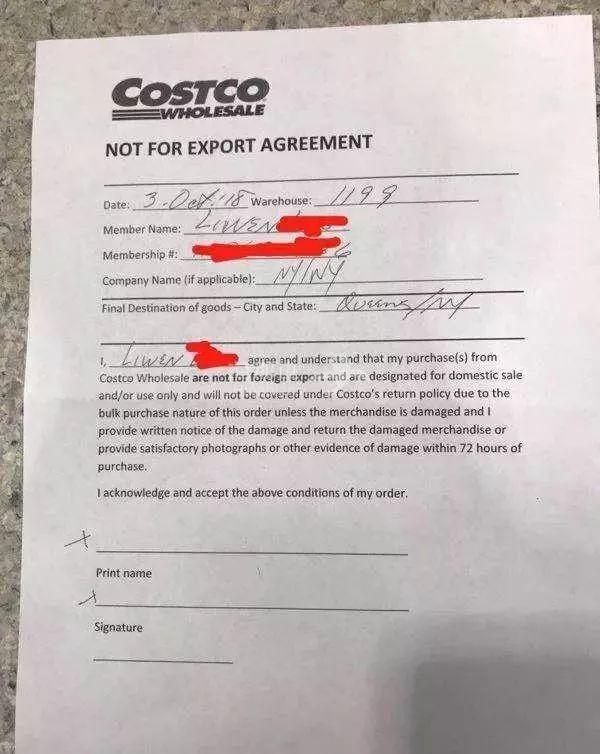 COSTCO
WHOLESALE
NOT FOR EXPORT AGREEMENT
Date: 3-Oct-'18 Warehouse: 1199
Member Name: LIWEN
Membership #: 6
Company Name (if applicable): NY/NY
Final Destination of goods – City and State: Queens/NY
I, LIWEN agree and understand that my purchase(s) from
Costco Wholesale are not for foreign export and are designated for domestic sale
and/or use only and will not be covered under Costco's return policy due to the
bulk purchase nature of this order unless the merchandise is damaged and I
provide written notice of the damage and return the damaged merchandise or
provide satisfactory photographs or other evidence of damage within 72 hours of
purchase.
I acknowledge and accept the above conditions of my order.
x
Print name
x
Signature